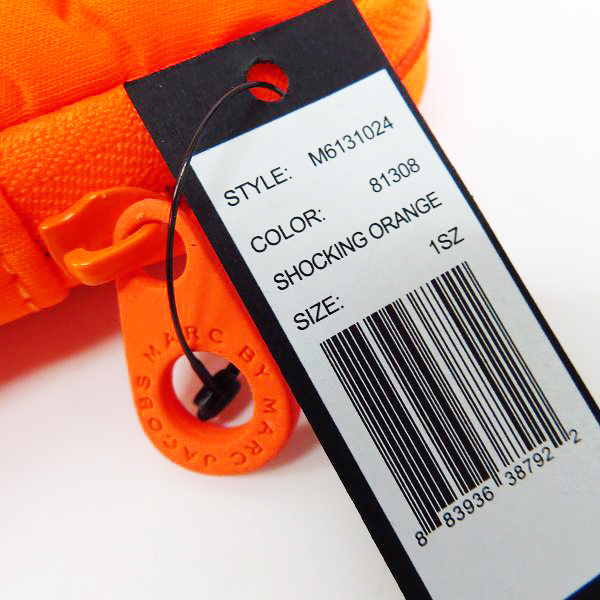 STYLE: M6131024
COLOR: 81308
SHOCKING ORANGE
SIZE: 1SZ
8 83936 38792 2
MARC BY MARC JACOBS